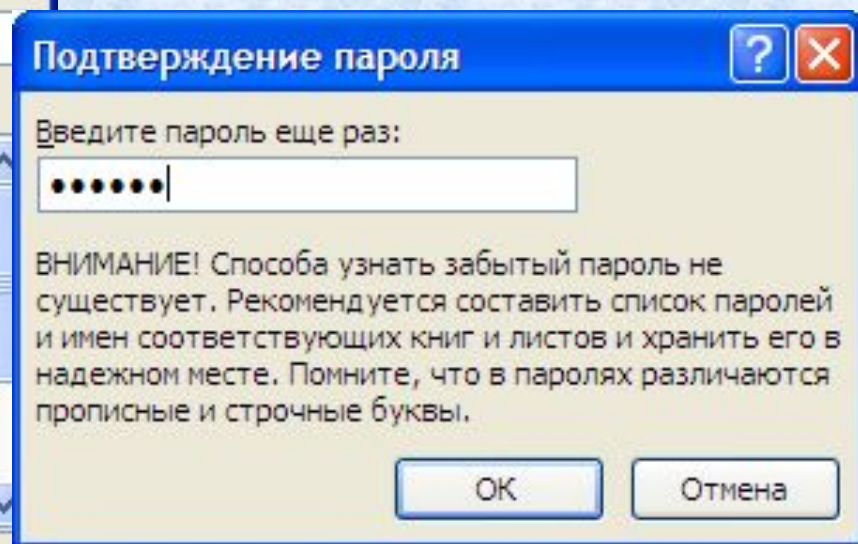 Подтверждение пароля
Введите пароль еще раз:
••••••
ВНИМАНИЕ! Способа узнать забытый пароль не
существует. Рекомендуется составить список паролей
и имен соответствующих книг и листов и хранить его в
надежном месте. Помните, что в паролях различаются
прописные и строчные буквы.
ОК Отмена